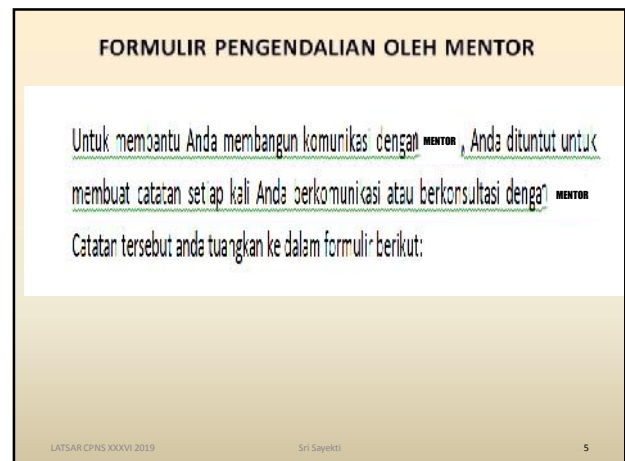 FORMULIR PENGENDALIAN OLEH MENTOR
Untuk membantu Anda membangun komunikasi dengan MENTOR , Anda dituntut untuk
membuat catatan setiap kali Anda berkomunikasi atau berkonsultasi dengan MENTOR
Catatan tersebut anda tuangkan ke dalam formulir berikut:
LATSAR CPNS XXXVI 2019 Sri Sayekti 5